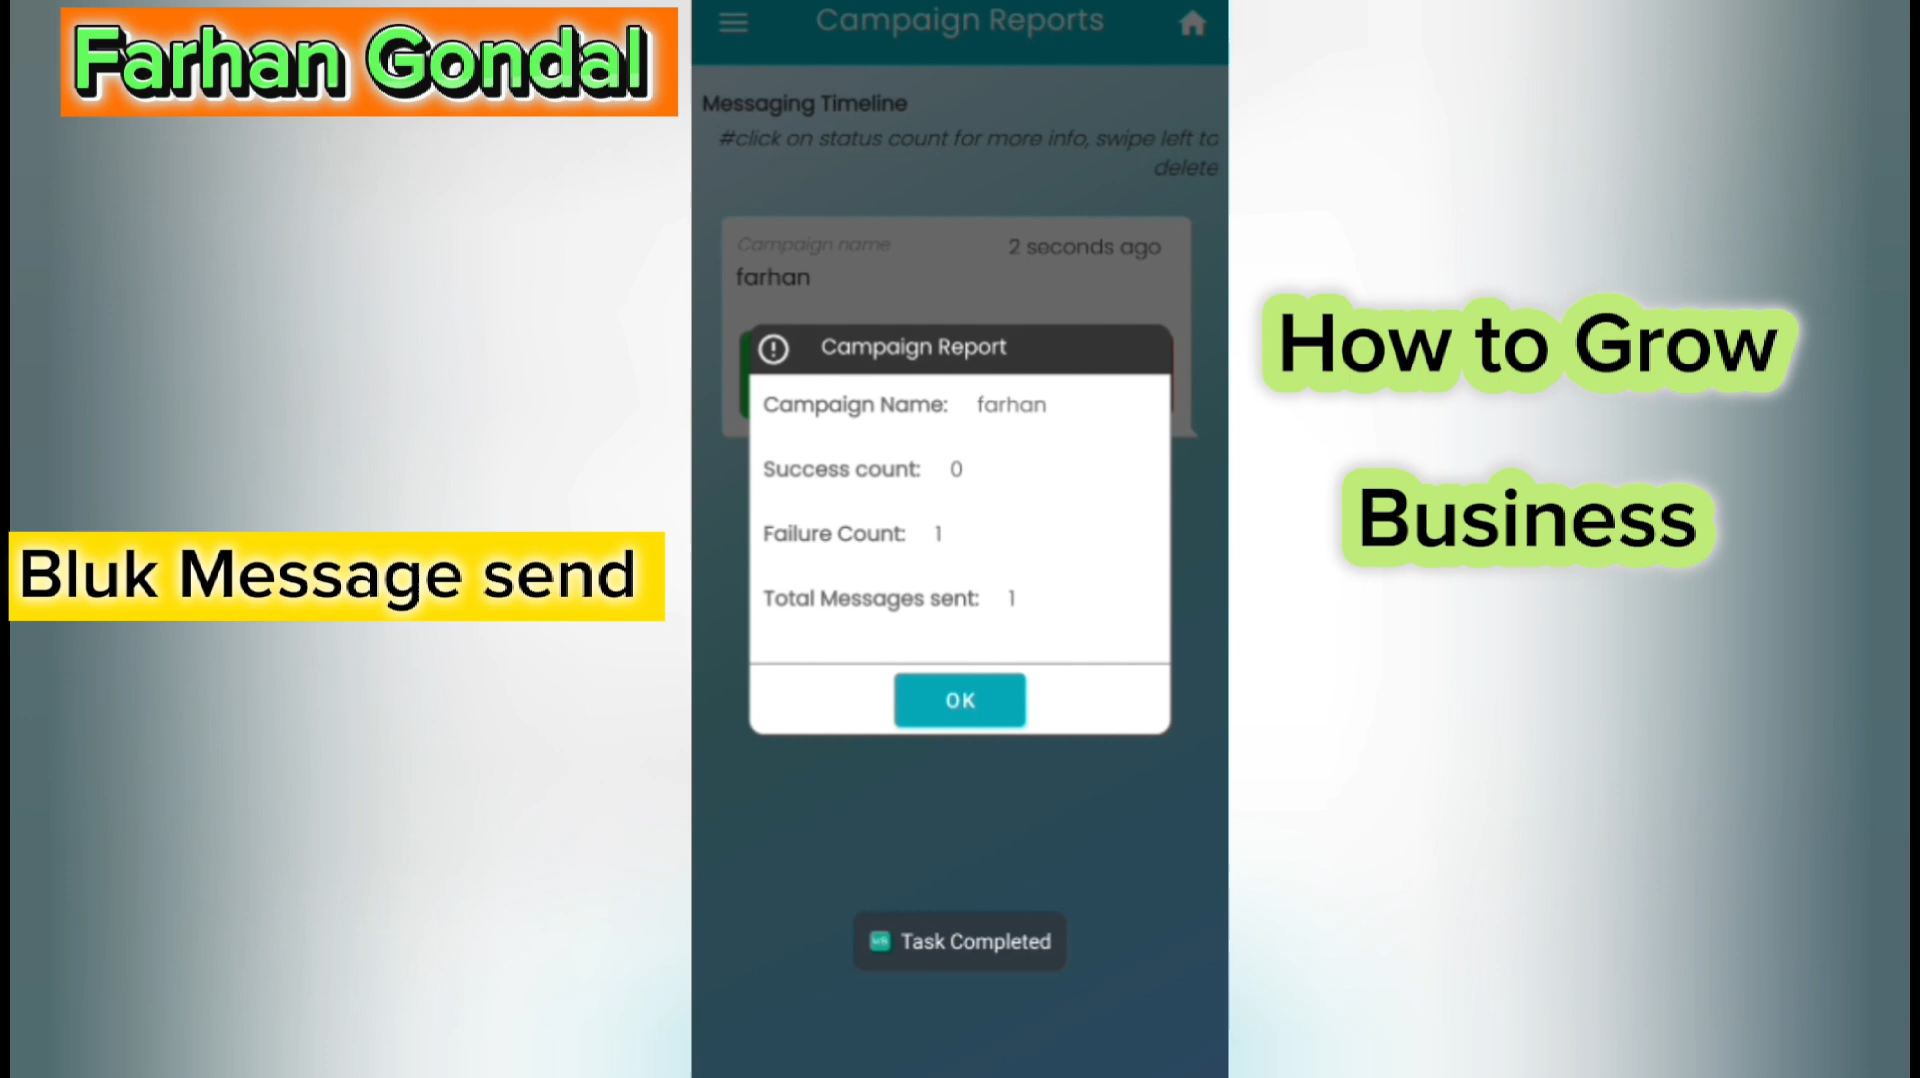 Farhan Gondal
Campaign Reports
Messaging Timeline
#click on status count for more info, swipe left to
delete
Campaign name
2 seconds ago
farhan
Campaign Report
Campaign Name: farhan
Success count: 0
Failure Count: 1
Total Messages sent: 1
OK
Task Completed
Bluk Message send
How to Grow
Business